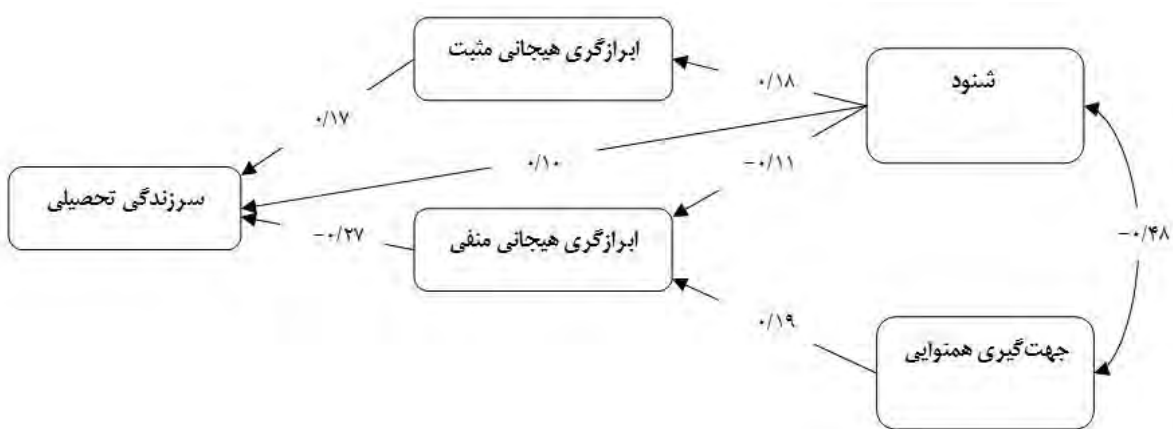 ابرازگری هیجانی مثبت
شنود
۰/۱۸
۰/۱۷
۰/۱۰
-۰/۱۱
سرزندگی تحصیلی
ابرازگری هیجانی منفی
-۰/۲۷
-۰/۴۸
۰/۱۹
جهت‌گیری همنوایی